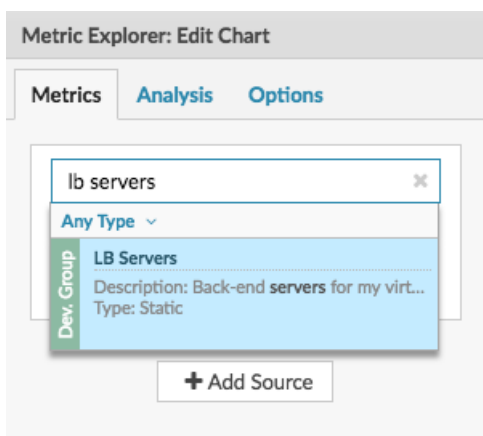 Metric Explorer: Edit Chart
Metrics Analysis Options
lb servers ×
Any Type
Dev. Group
LB Servers
Description: Back-end servers for my virt...
Type: Static
+ Add Source